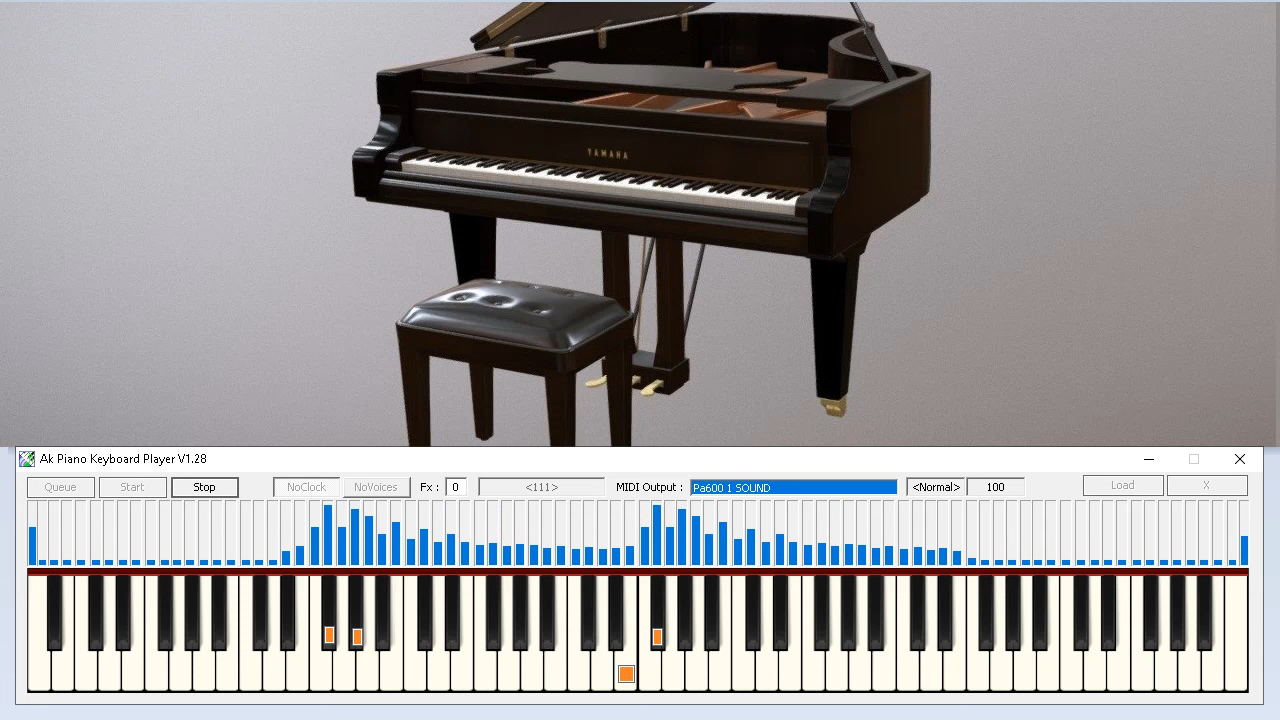 YAMAHA
Ak Piano Keyboard Player V1.28
Queue Start Stop NoClock NoVoices Fx : 0 <111> MIDI Output : Pa600 1 SOUND <Normal> 100 Load X